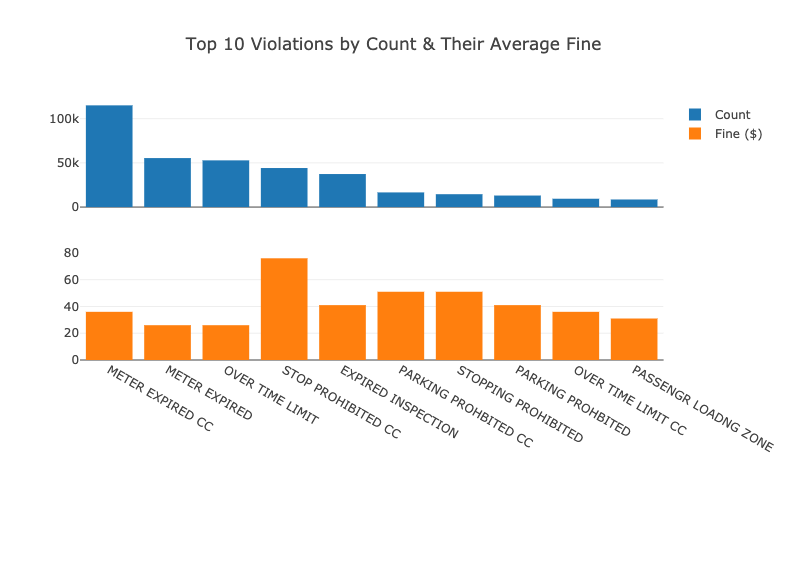 Top 10 Violations by Count & Their Average Fine
100k
50k
0
Count
Fine ($)
80
60
40
20
0
METER EXPIRED CC
METER EXPIRED
OVER TIME LIMIT
STOP PROHIBITED CC
EXPIRED INSPECTION
PARKING PROHBITED CC
STOPPING PROHIBITED
PARKING PROHBITED
OVER TIME LIMIT CC
PASSENGR LOADNG ZONE